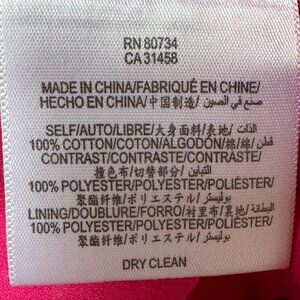 RN 80734
CA 31458
MADE IN CHINA/FABRIQUÉ EN CHINE/
HECHO EN CHINA/中国制造/ صنع في الصين/
SELF/AUTO/LIBRE/大身面料/表地/ الذات/
100% COTTON/COTON/ALGODÓN/棉/綿/ قطن/
CONTRAST/CONTRASTE/CONTRASTE/
撞色布/切替部分/ التباين/
100% POLYESTER/POLYESTER/POLIÉSTER/
聚酯纤维/ポリエステル/ بوليستر/
LINING/DOUBLURE/FORRO/衬里布/裏地/ البطانة/
100% POLYESTER/POLYESTER/POLIÉSTER/
聚酯纤维/ポリエステル/ بوليستر/
DRY CLEAN